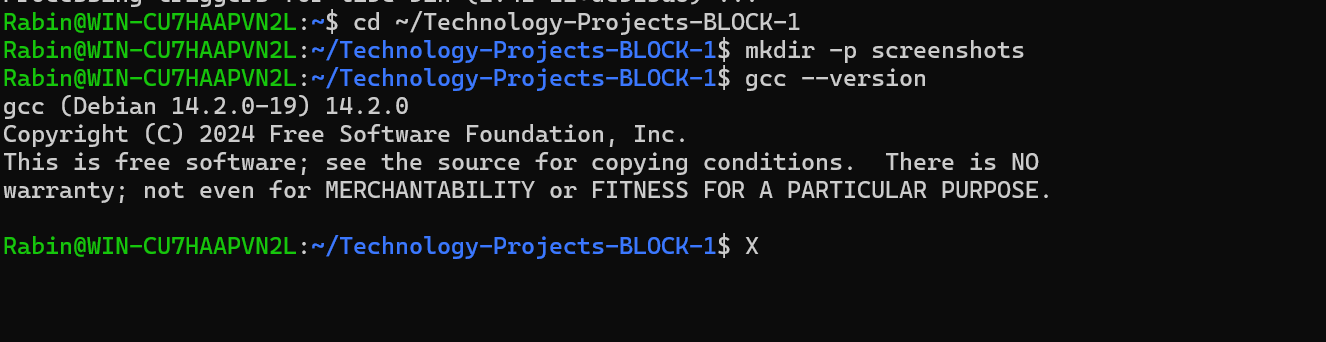 Rabin@WIN-CU7HAAPVN2L:~$ cd ~/Technology-Projects-BLOCK-1
Rabin@WIN-CU7HAAPVN2L:~/Technology-Projects-BLOCK-1$ mkdir -p screenshots
Rabin@WIN-CU7HAAPVN2L:~/Technology-Projects-BLOCK-1$ gcc --version
gcc (Debian 14.2.0-19) 14.2.0
Copyright (C) 2024 Free Software Foundation, Inc.
This is free software; see the source for copying conditions.  There is NO
warranty; not even for MERCHANTABILITY or FITNESS FOR A PARTICULAR PURPOSE.
Rabin@WIN-CU7HAAPVN2L:~/Technology-Projects-BLOCK-1$ X